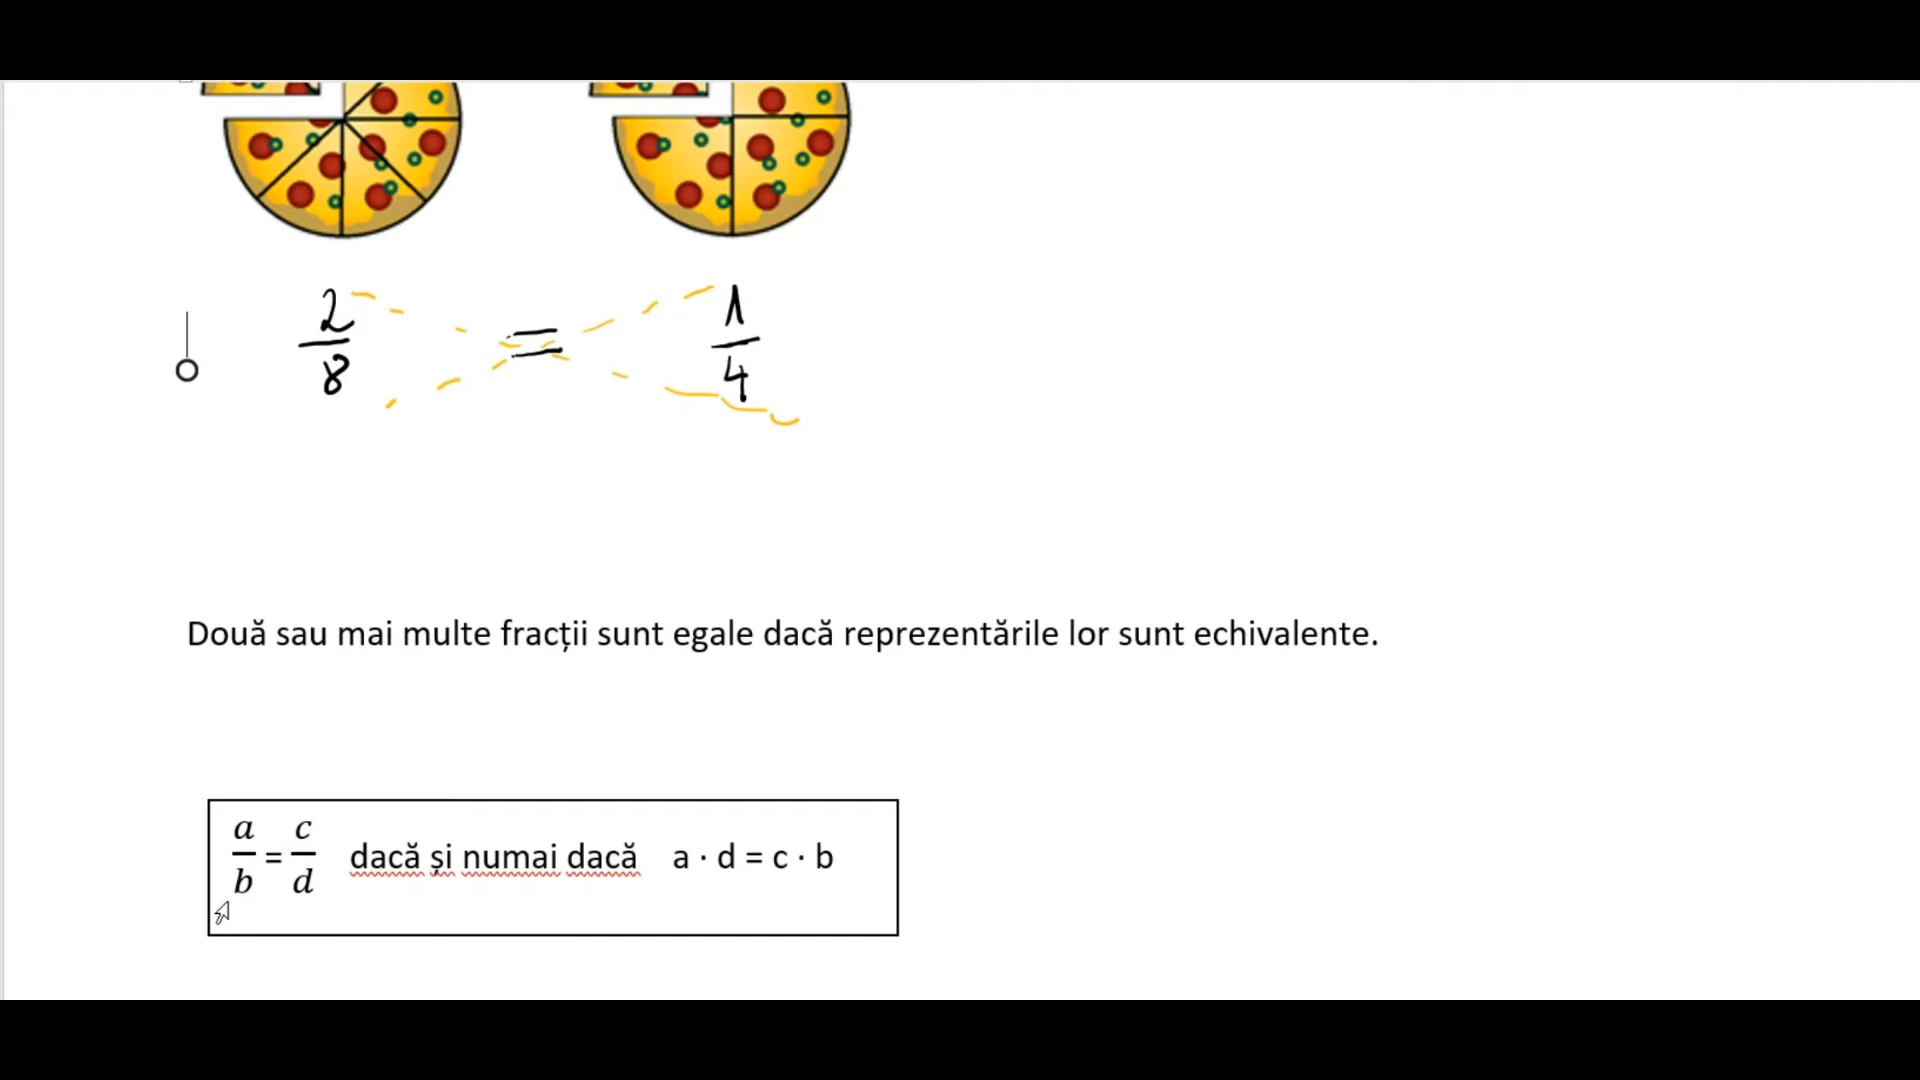 2/8 = 1/4
Două sau mai multe fracții sunt egale dacă reprezentările lor sunt echivalente.
a/b = c/d dacă și numai dacă a · d = c · b